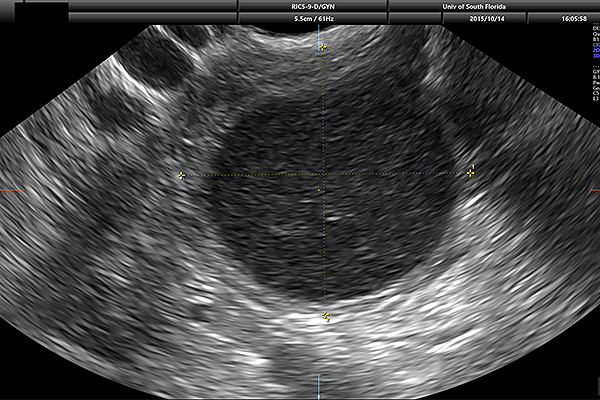 RIC5-9-D/GYN
Univ of South Florida
5.5cm / 61Hz
2015/10/14
16:05:58